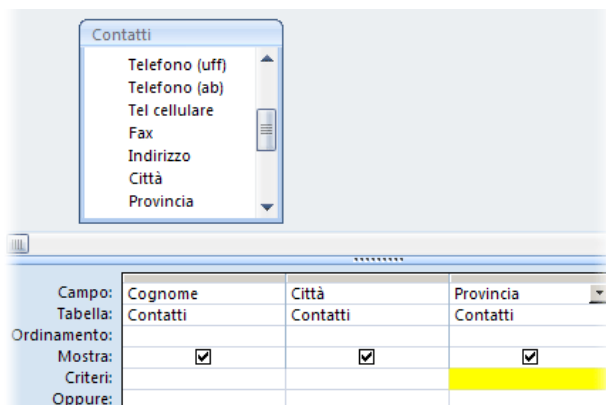 Contatti
Telefono (uff)
Telefono (ab)
Tel cellulare
Fax
Indirizzo
Città
Provincia
Campo: Cognome Città Provincia
Tabella: Contatti Contatti Contatti
Ordinamento:
Mostra:
Criteri:
Oppure: